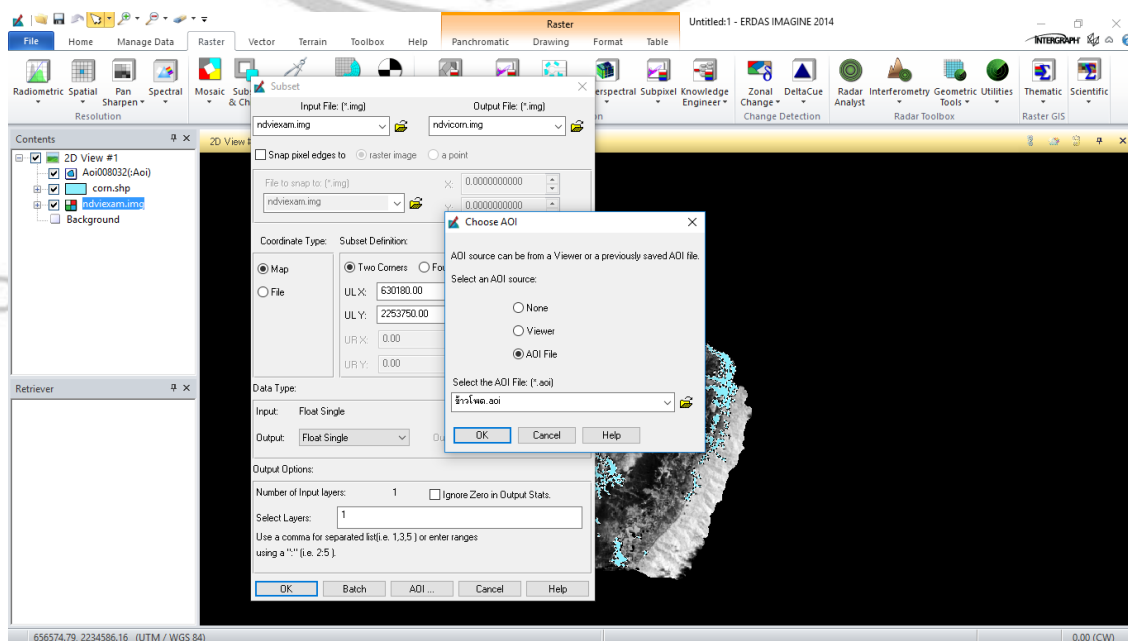 Raster
Untitled:1 - ERDAS IMAGINE 2014
File Home Manage Data Raster Vector Terrain Toolbox Help Panchromatic Drawing Format Table
INTERGRAPH
Radiometric Spatial Pan Sharpen Spectral Mosaic
& Ch
Subpixel Knowledge Engineer Zonal Change DeltaCue Radar Analyst Interferometry Geometric Tools Utilities Thematic Scientific
Resolution Change Detection Radar Toolbox Raster GIS
Contents
2D View #1
Aoi008032(:Aoi)
corn.shp
ndviexam.img
Background
Retriever
2D View
Subset
Input File: (*.img) Output File: (*.img)
ndviexam.img ndvicorn.img
Snap pixel edges to raster image a point
File to snap to: (*.img) X: 0.0000000000
ndviexam.img 0.0000000000
Coordinate Type: Subset Definition:
Map Two Corners
File ULX: 630180.00
ULY: 2253750.00
URX: 0.00
URY: 0.00
Data Type:
Input: Float Single
Output: Float Single
Output Options:
Number of Input layers: 1 Ignore Zero in Output Stats.
Select Layers: 1
Use a comma for separated list(i.e. 1,3,5 ) or enter ranges
using a ":" (i.e. 2:5 ).
OK Batch AOI ... Cancel Help
Choose AOI
AOI source can be from a Viewer or a previously saved AOI file.
Select an AOI source:
None
Viewer
AOI File
Select the AOI File: (*.aoi)
ข้าวโพด.aoi
OK Cancel Help
656574.79, 2234586.16 (UTM / WGS 84) 0.00 (CW)